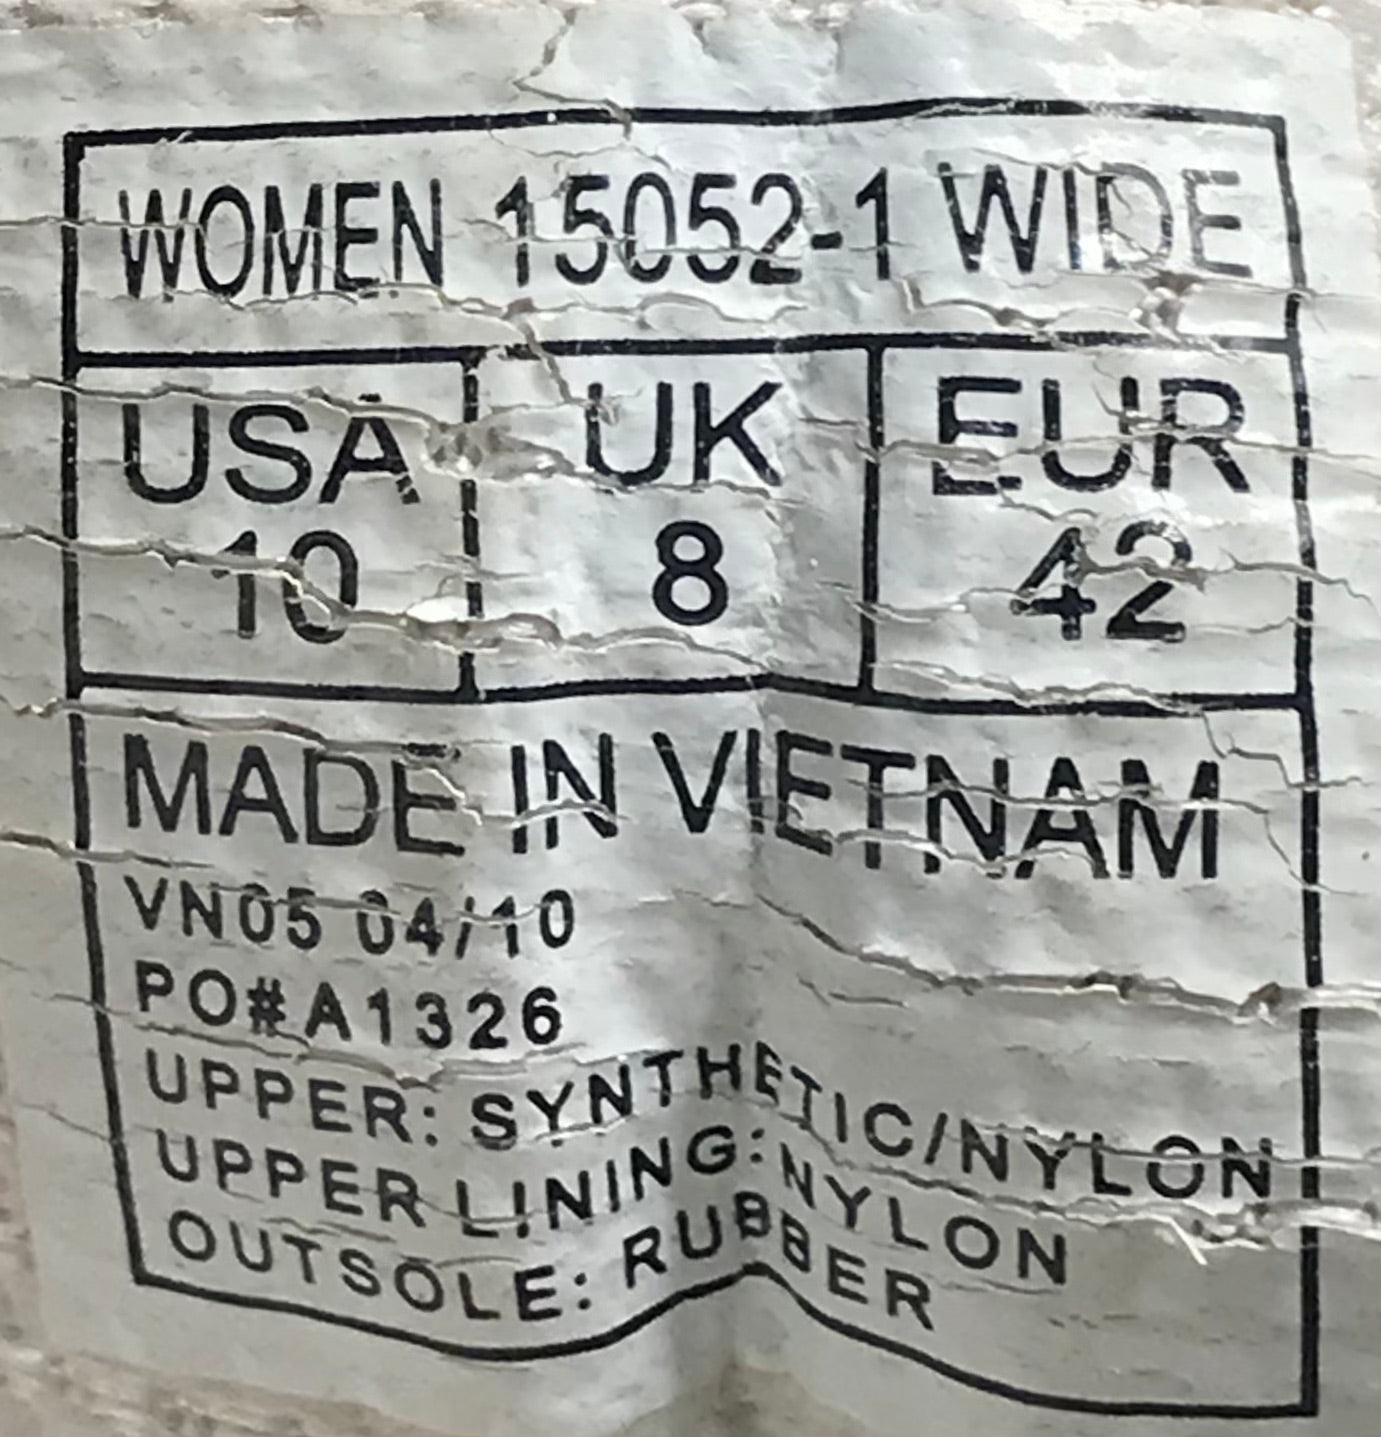 WOMEN 15052-1 WIDE
USA UK EUR
10 8 42
MADE IN VIETNAM
VN05 04/10
PO#A1326
UPPER: SYNTHETIC/NYLON
UPPER LINING: NYLON
OUTSOLE: RUBBER